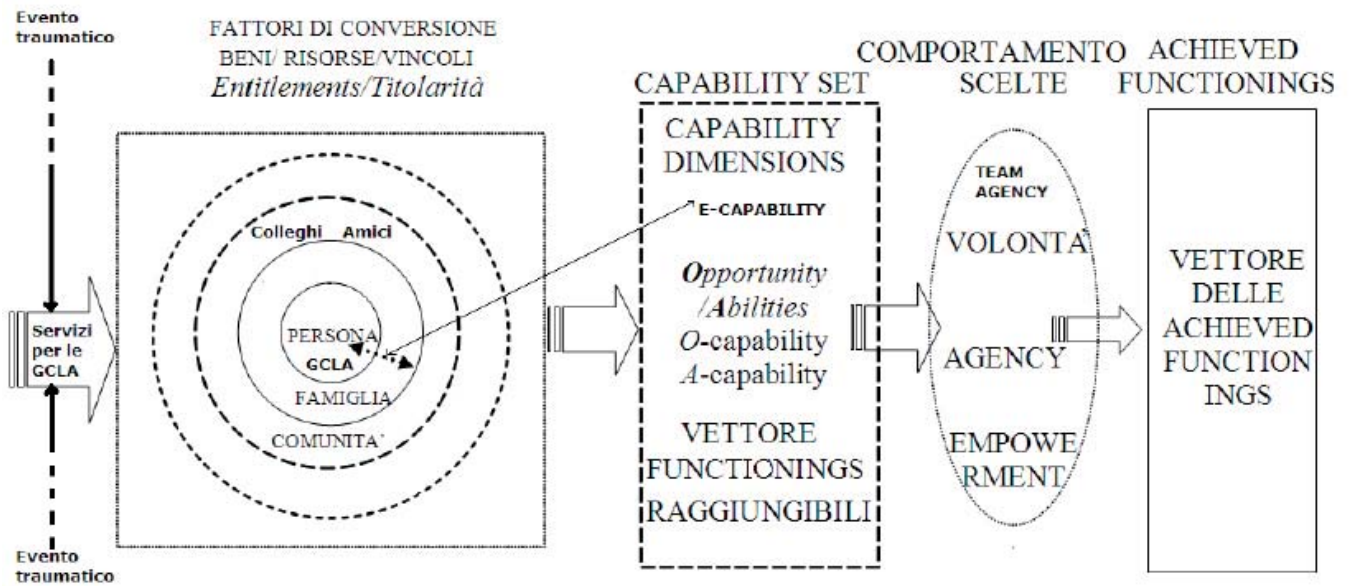 Evento
traumatico
FATTORI DI CONVERSIONE
BENI/ RISORSE/VINCOLI
Entitlements/Titolarità
Servizi
per le
GCLA
Colleghi Amici
PERSONA
GCLA
FAMIGLIA
COMUNITA'
Evento
traumatico
CAPABILITY SET
CAPABILITY
DIMENSIONS
E-CAPABILITY
Opportunity
/Abilities
O-capability
A-capability
VETTORE
FUNCTIONINGS
RAGGIUNGIBILI
COMPORTAMENTO
SCELTE
TEAM
AGENCY
VOLONTÀ
AGENCY
EMPOWE
RMENT
ACHIEVED
FUNCTIONINGS
VETTORE
DELLE
ACHIEVED
FUNCTION
INGS